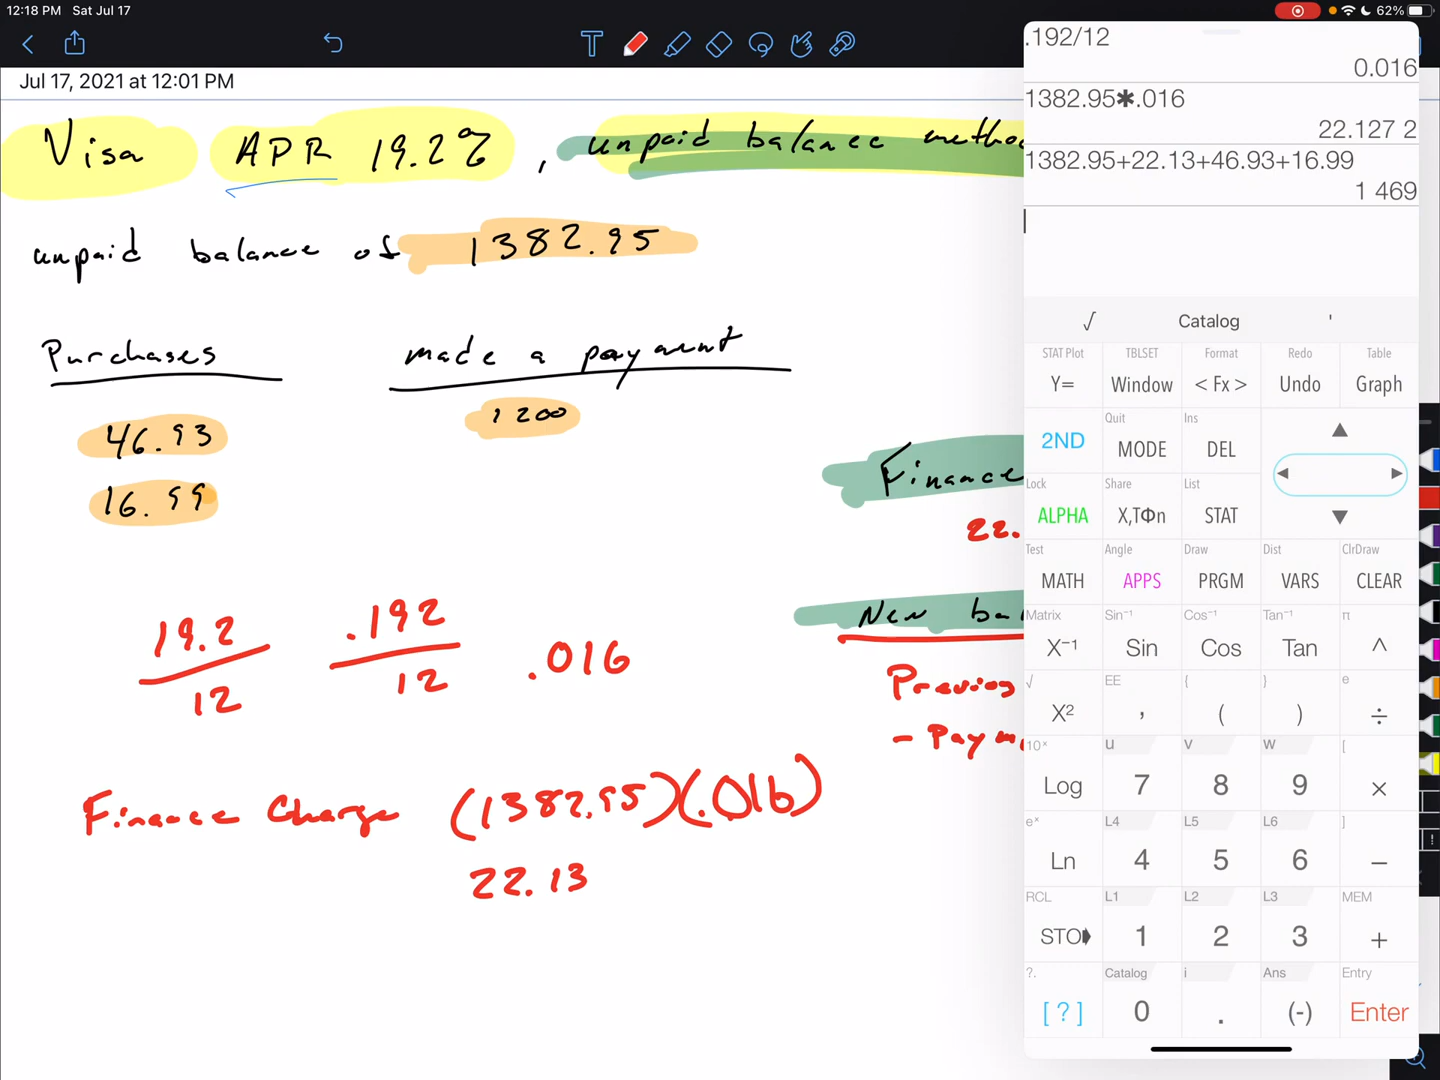 12:18 PM Sat Jul 17
62%
Jul 17, 2021 at 12:01 PM
Visa APR 19.2% , unpaid balance metho
unpaid balance of 1382.95
Purchases made a payment
46.93 1200
16.99
19.2 .192 .016
12 12
Finance Charge (1382.95)(.016)
22.13
Finance
22.
New ba
Previos
- Paym
.192/12
0.016
1382.95✱.016
22.127 2
1382.95+22.13+46.93+16.99
1 469
√ Catalog '
STAT Plot TBLSET Format Redo Table
Y= Window < Fx > Undo Graph
Quit Ins
2ND MODE DEL
Lock Share List
ALPHA X,TΦn STAT
Test Angle Draw Dist ClrDraw
MATH APPS PRGM VARS CLEAR
Matrix Sin⁻¹ Cos⁻¹ Tan⁻¹ π
X⁻¹ Sin Cos Tan ^
√ EE { } e
X² , ( ) ÷
10ˣ u v w [
Log 7 8 9 ×
eˣ L4 L5 L6 ]
Ln 4 5 6 −
RCL L1 L2 L3 MEM
STO 1 2 3 +
?. Catalog i Ans Entry
[ ? ] 0 . (-) Enter